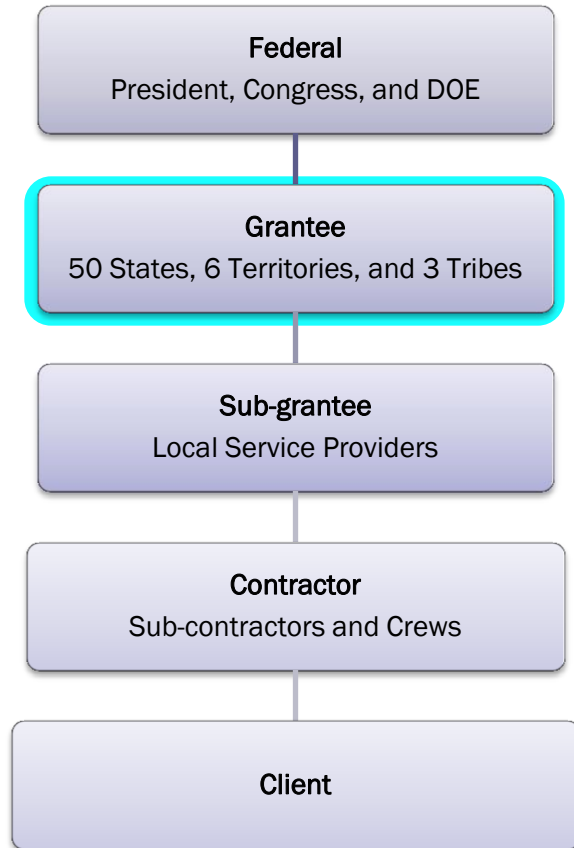 Federal
President, Congress, and DOE
Grantee
50 States, 6 Territories, and 3 Tribes
Sub-grantee
Local Service Providers
Contractor
Sub-contractors and Crews
Client